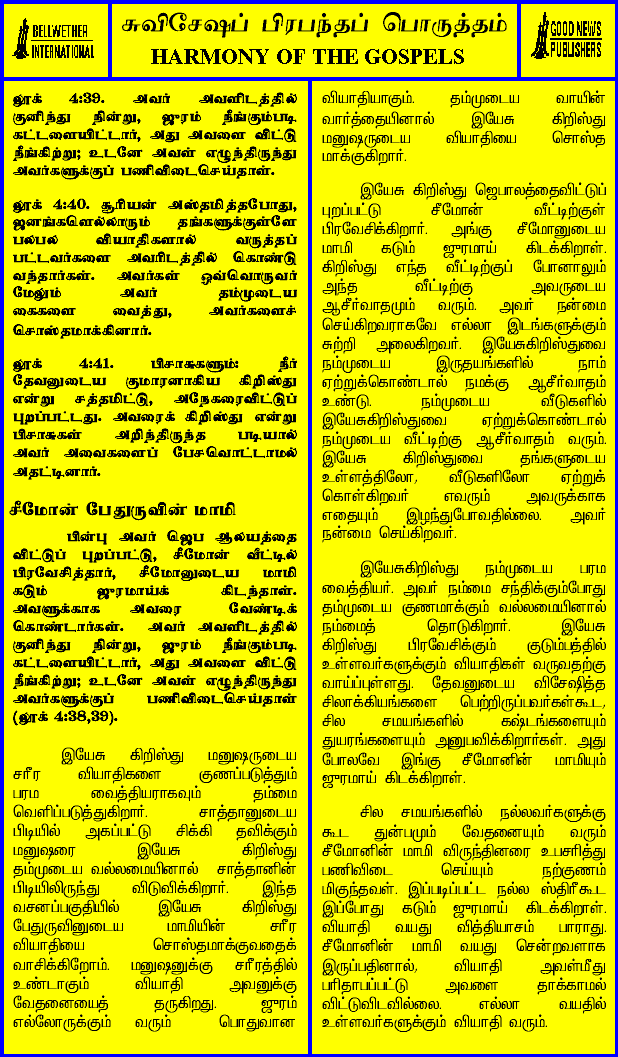 BELLWETHER
INTERNATIONAL
சுவிசேஷப் பிரபந்தப் பொருத்தம்
HARMONY OF THE GOSPELS
GOOD NEWS
PUBLISHERS
லூக் 4:39. அவர் அவளிடத்தில்
குனிந்து நின்று, ஜுரம் நீங்கும்படி
கட்டளையிட்டார், அது அவளை விட்டு
நீங்கிற்று; உடனே அவள் எழுந்திருந்து
அவர்களுக்குப் பணிவிடைசெய்தாள்.
லூக் 4:40. சூரியன் அஸ்தமித்தபோது,
ஜனங்களெல்லாரும் தங்களுக்குள்ளே
பலபல வியாதிகளால் வருத்தப்
பட்டவர்களை அவரிடத்தில் கொண்டு
வந்தார்கள். அவர்கள் ஒவ்வொருவர்
மேலும் அவர் தம்முடைய
கைகளை வைத்து, அவர்களைச்
சொஸ்தமாக்கினார்.
லூக் 4:41. பிசாசுகளும்: நீர்
தேவனுடைய குமாரனாகிய கிறிஸ்து
என்று சத்தமிட்டு, அநேகரைவிட்டுப்
புறப்பட்டது. அவரைக் கிறிஸ்து என்று
பிசாசுகள் அறிந்திருந்த படியால்
அவர் அவைகளைப் பேசவொட்டாமல்
அதட்டினார்.
சீமோன் பேதுருவின் மாமி
பின்பு அவர் ஜெப ஆலயத்தை
விட்டுப் புறப்பட்டு, சீமோன் வீட்டில்
பிரவேசித்தார், சீமோனுடைய மாமி
கடும் ஜுரமாய்க் கிடந்தாள்.
அவளுக்காக அவரை வேண்டிக்
கொண்டார்கள். அவர் அவளிடத்தில்
குனிந்து நின்று, ஜுரம் நீங்கும்படி
கட்டளையிட்டார், அது அவளை விட்டு
நீங்கிற்று; உடனே அவள் எழுந்திருந்து
அவர்களுக்குப் பணிவிடைசெய்தாள்
(லூக் 4:38,39).
இயேசு கிறிஸ்து மனுஷருடைய
சரீர வியாதிகளை குணப்படுத்தும்
பரம வைத்தியராகவும் தம்மை
வெளிப்படுத்துகிறார். சாத்தானுடைய
பிடியில் அகப்பட்டு சிக்கி தவிக்கும்
மனுஷரை இயேசு கிறிஸ்து
தம்முடைய வல்லமையினால் சாத்தானின்
பிடியிலிருந்து விடுவிக்கிறார். இந்த
வசனப்பகுதியில் இயேசு கிறிஸ்து
பேதுருவினுடைய மாமியின் சரீர
வியாதியை சொஸ்தமாக்குவதைக்
வாசிக்கிறோம். மனுஷனுக்கு சரீரத்தில்
உண்டாகும் வியாதி அவனுக்கு
வேதனையைத் தருகிறது. ஜுரம்
எல்லோருக்கும் வரும் பொதுவான
வியாதியாகும். தம்முடைய வாயின்
வார்த்தையினால் இயேசு கிறிஸ்து
மனுஷருடைய வியாதியை சொஸ்த
மாக்குகிறார்.
இயேசு கிறிஸ்து ஜெபாலத்தைவிட்டுப்
புறப்பட்டு சீமோன் வீட்டிற்குள்
பிரவேசிக்கிறார். அங்கு சீமோனுடைய
மாமி கடும் ஜுரமாய் கிடக்கிறாள்.
கிறிஸ்து எந்த வீட்டிற்குப் போனாலும்
அந்த வீட்டிற்கு அவருடைய
ஆசீர்வாதமும் வரும். அவர் நன்மை
செய்கிறவராகவே எல்லா இடங்களுக்கும்
சுற்றி அலைகிறவர். இயேசுகிறிஸ்துவை
நம்முடைய இருதயங்களில் நாம்
ஏற்றுக்கொண்டால் நமக்கு ஆசீர்வாதம்
உண்டு. நம்முடைய வீடுகளில்
இயேசுகிறிஸ்துவை ஏற்றுக்கொண்டால்
நம்முடைய வீட்டிற்கு ஆசீர்வாதம் வரும்.
இயேசு கிறிஸ்துவை தங்களுடைய
உள்ளத்திலோ, வீடுகளிலோ ஏற்றுக்
கொள்கிறவர் எவரும் அவருக்காக
எதையும் இழந்துபோவதில்லை. அவர்
நன்மை செய்கிறவர்.
இயேசுகிறிஸ்து நம்முடைய பரம
வைத்தியர். அவர் நம்மை சந்திக்கும்போது
தம்முடைய குணமாக்கும் வல்லமையினால்
நம்மைத் தொடுகிறார். இயேசு
கிறிஸ்து பிரவேசிக்கும் குடும்பத்தில்
உள்ளவர்களுக்கும் வியாதிகள் வருவதற்கு
வாய்ப்புள்ளது. தேவனுடைய விசேஷித்த
சிலாக்கியங்களை பெற்றிருப்பவர்கள்கூட,
சில சமயங்களில் கஷ்டங்களையும்
துயரங்களையும் அனுபவிக்கிறார்கள். அது
போலவே இங்கு சீமோனின் மாமியும்
ஜுரமாய் கிடக்கிறாள்.
சில சமயங்களில் நல்லவர்களுக்கு
கூட துன்பமும் வேதனையும் வரும்
சீமோனின் மாமி விருந்தினரை உபசரித்து
பணிவிடை செய்யும் நற்குணம்
மிகுந்தவள். இப்படிப்பட்ட நல்ல ஸ்திரீகூட
இப்போது கடும் ஜுரமாய் கிடக்கிறாள்.
வியாதி வயது வித்தியாசம் பாராது.
சீமோனின் மாமி வயது சென்றவளாக
இருப்பதினால், வியாதி அவள்மீது
பரிதாபப்பட்டு அவளை தாக்காமல்
விட்டுவிடவில்லை. எல்லா வயதில்
உள்ளவர்களுக்கும் வியாதி வரும்.